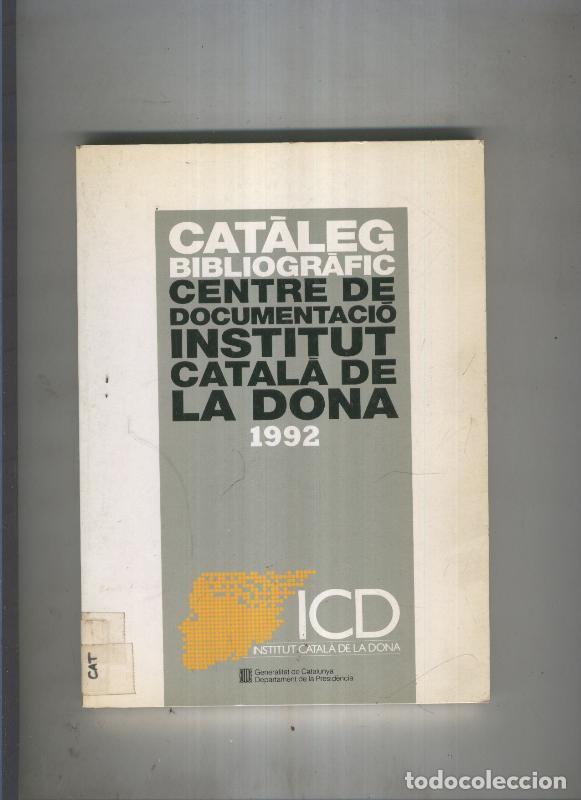 CATÀLEG
BIBLIOGRÀFIC
CENTRE DE
DOCUMENTACIÓ
INSTITUT
CATALÀ DE
LA DONA
1992
ICD
INSTITUT CATALÀ DE LA DONA
Generalitat de Catalunya
Departament de la Presidència
CAT
todocoleccion